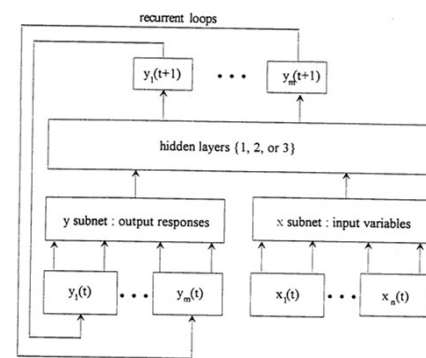 recurrent loops
y₁(t+1) • • • yₘ(t+1)
hidden layers {1, 2, or 3}
y subnet : output responses x subnet : input variables
y₁(t) • • • yₘ(t) x₁(t) • • • xₙ(t)